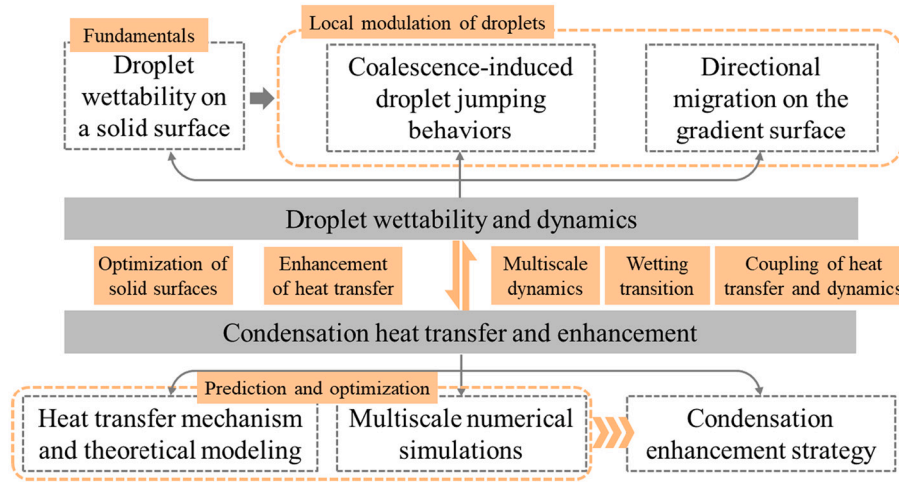 Local modulation of droplets
Fundamentals
Droplet
wettability on
a solid surface
Coalescence-induced
droplet jumping
behaviors
Directional
migration on the
gradient surface
Droplet wettability and dynamics
Optimization of
solid surfaces
Enhancement
of heat transfer
Multiscale
dynamics
Wetting
transition
Coupling of heat
transfer and dynamics
Condensation heat transfer and enhancement
Prediction and optimization
Heat transfer mechanism
and theoretical modeling
Multiscale numerical
simulations
Condensation
enhancement strategy